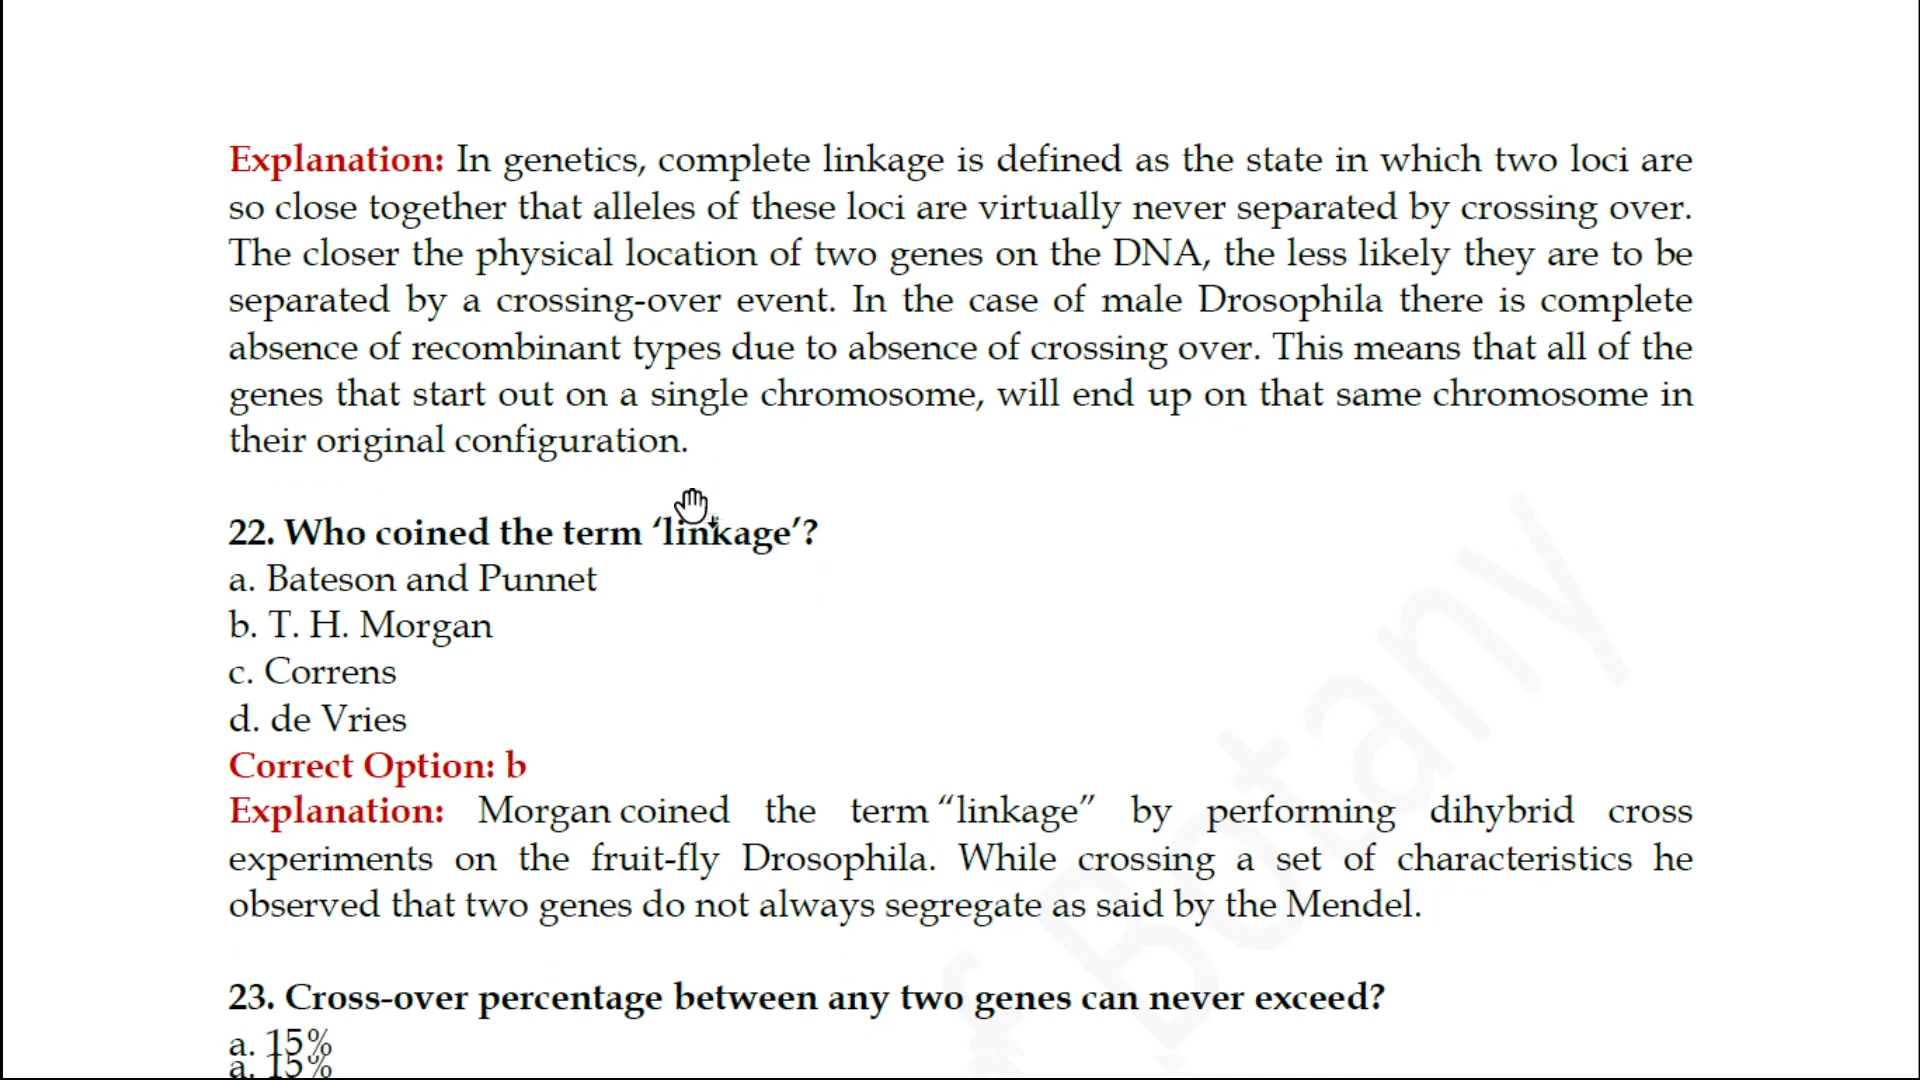 Explanation: In genetics, complete linkage is defined as the state in which two loci are
so close together that alleles of these loci are virtually never separated by crossing over.
The closer the physical location of two genes on the DNA, the less likely they are to be
separated by a crossing-over event. In the case of male Drosophila there is complete
absence of recombinant types due to absence of crossing over. This means that all of the
genes that start out on a single chromosome, will end up on that same chromosome in
their original configuration.
22. Who coined the term ‘linkage’?
a. Bateson and Punnet
b. T. H. Morgan
c. Correns
d. de Vries
Correct Option: b
Explanation: Morgan coined the term “linkage” by performing dihybrid cross
experiments on the fruit-fly Drosophila. While crossing a set of characteristics he
observed that two genes do not always segregate as said by the Mendel.
23. Cross-over percentage between any two genes can never exceed?
a. 15%
a. 15%
f Botany